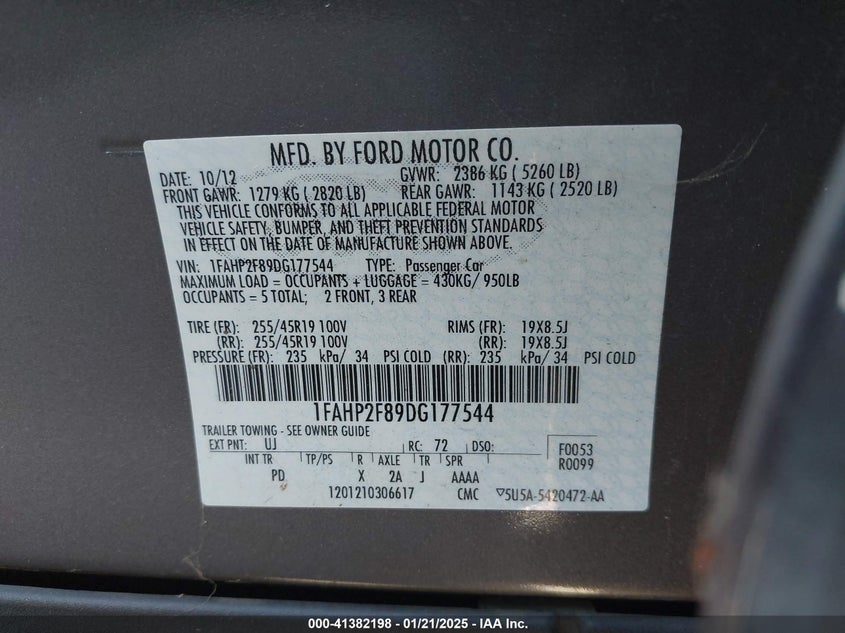 MFD. BY FORD MOTOR CO.
DATE: 10/12 GVWR: 2386 KG ( 5260 LB)
FRONT GAWR: 1279 KG ( 2820 LB) REAR GAWR: 1143 KG ( 2520 LB)
THIS VEHICLE CONFORMS TO ALL APPLICABLE FEDERAL MOTOR
VEHICLE SAFETY, BUMPER, AND THEFT PREVENTION STANDARDS
IN EFFECT ON THE DATE OF MANUFACTURE SHOWN ABOVE.
VIN: 1FAHP2F89DG177544 TYPE: Passenger Car
MAXIMUM LOAD = OCCUPANTS + LUGGAGE = 430KG/ 950LB
OCCUPANTS = 5 TOTAL; 2 FRONT, 3 REAR
TIRE (FR): 255/45R19 100V RIMS (FR): 19X8.5J
(RR): 255/45R19 100V (RR): 19X8.5J
PRESSURE (FR): 235 kPa/ 34 PSI COLD (RR): 235 kPa/ 34 PSI COLD
1FAHP2F89DG177544
TRAILER TOWING - SEE OWNER GUIDE
EXT PNT: UJ RC: 72 DSO: F0053
INT TR TP/PS R AXLE TR SPR R0099
PD X 2A J AAAA
1201210306617 CMC ▽5U5A-5420472-AA
000-41382198 - 01/21/2025 - IAA Inc.